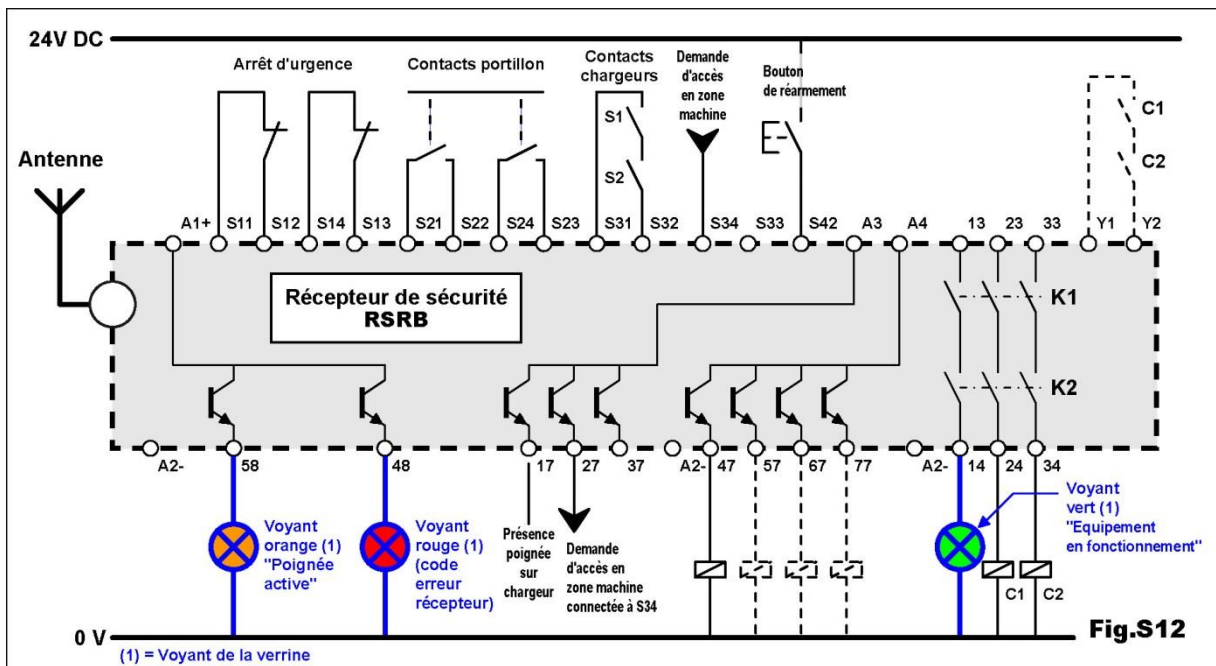 24V DC
Arrêt d'urgence
Contacts portillon
Contacts
chargeurs
Demande
d'accès
en zone
machine
Bouton
de réarmement
S1
S2
C1
C2
Antenne
A1+ S11 S12 S14 S13 S21 S22 S24 S23 S31 S32 S34 S33 S42 A3 A4 13 23 33 Y1 Y2
Récepteur de sécurité
RSRB
K1
K2
A2- 58 48 17 27 37 A2- 47 57 67 77 A2- 14 24 34
Voyant
orange (1)
"Poignée
active"
Voyant
rouge (1)
(code
erreur
récepteur)
Présence
poignée
sur
chargeur
Demande
d'accès en
zone machine
connectée à S34
Voyant
vert (1)
"Equipement
en fonctionnement"
C1
C2
0 V
Fig.S12
(1) = Voyant de la verrine